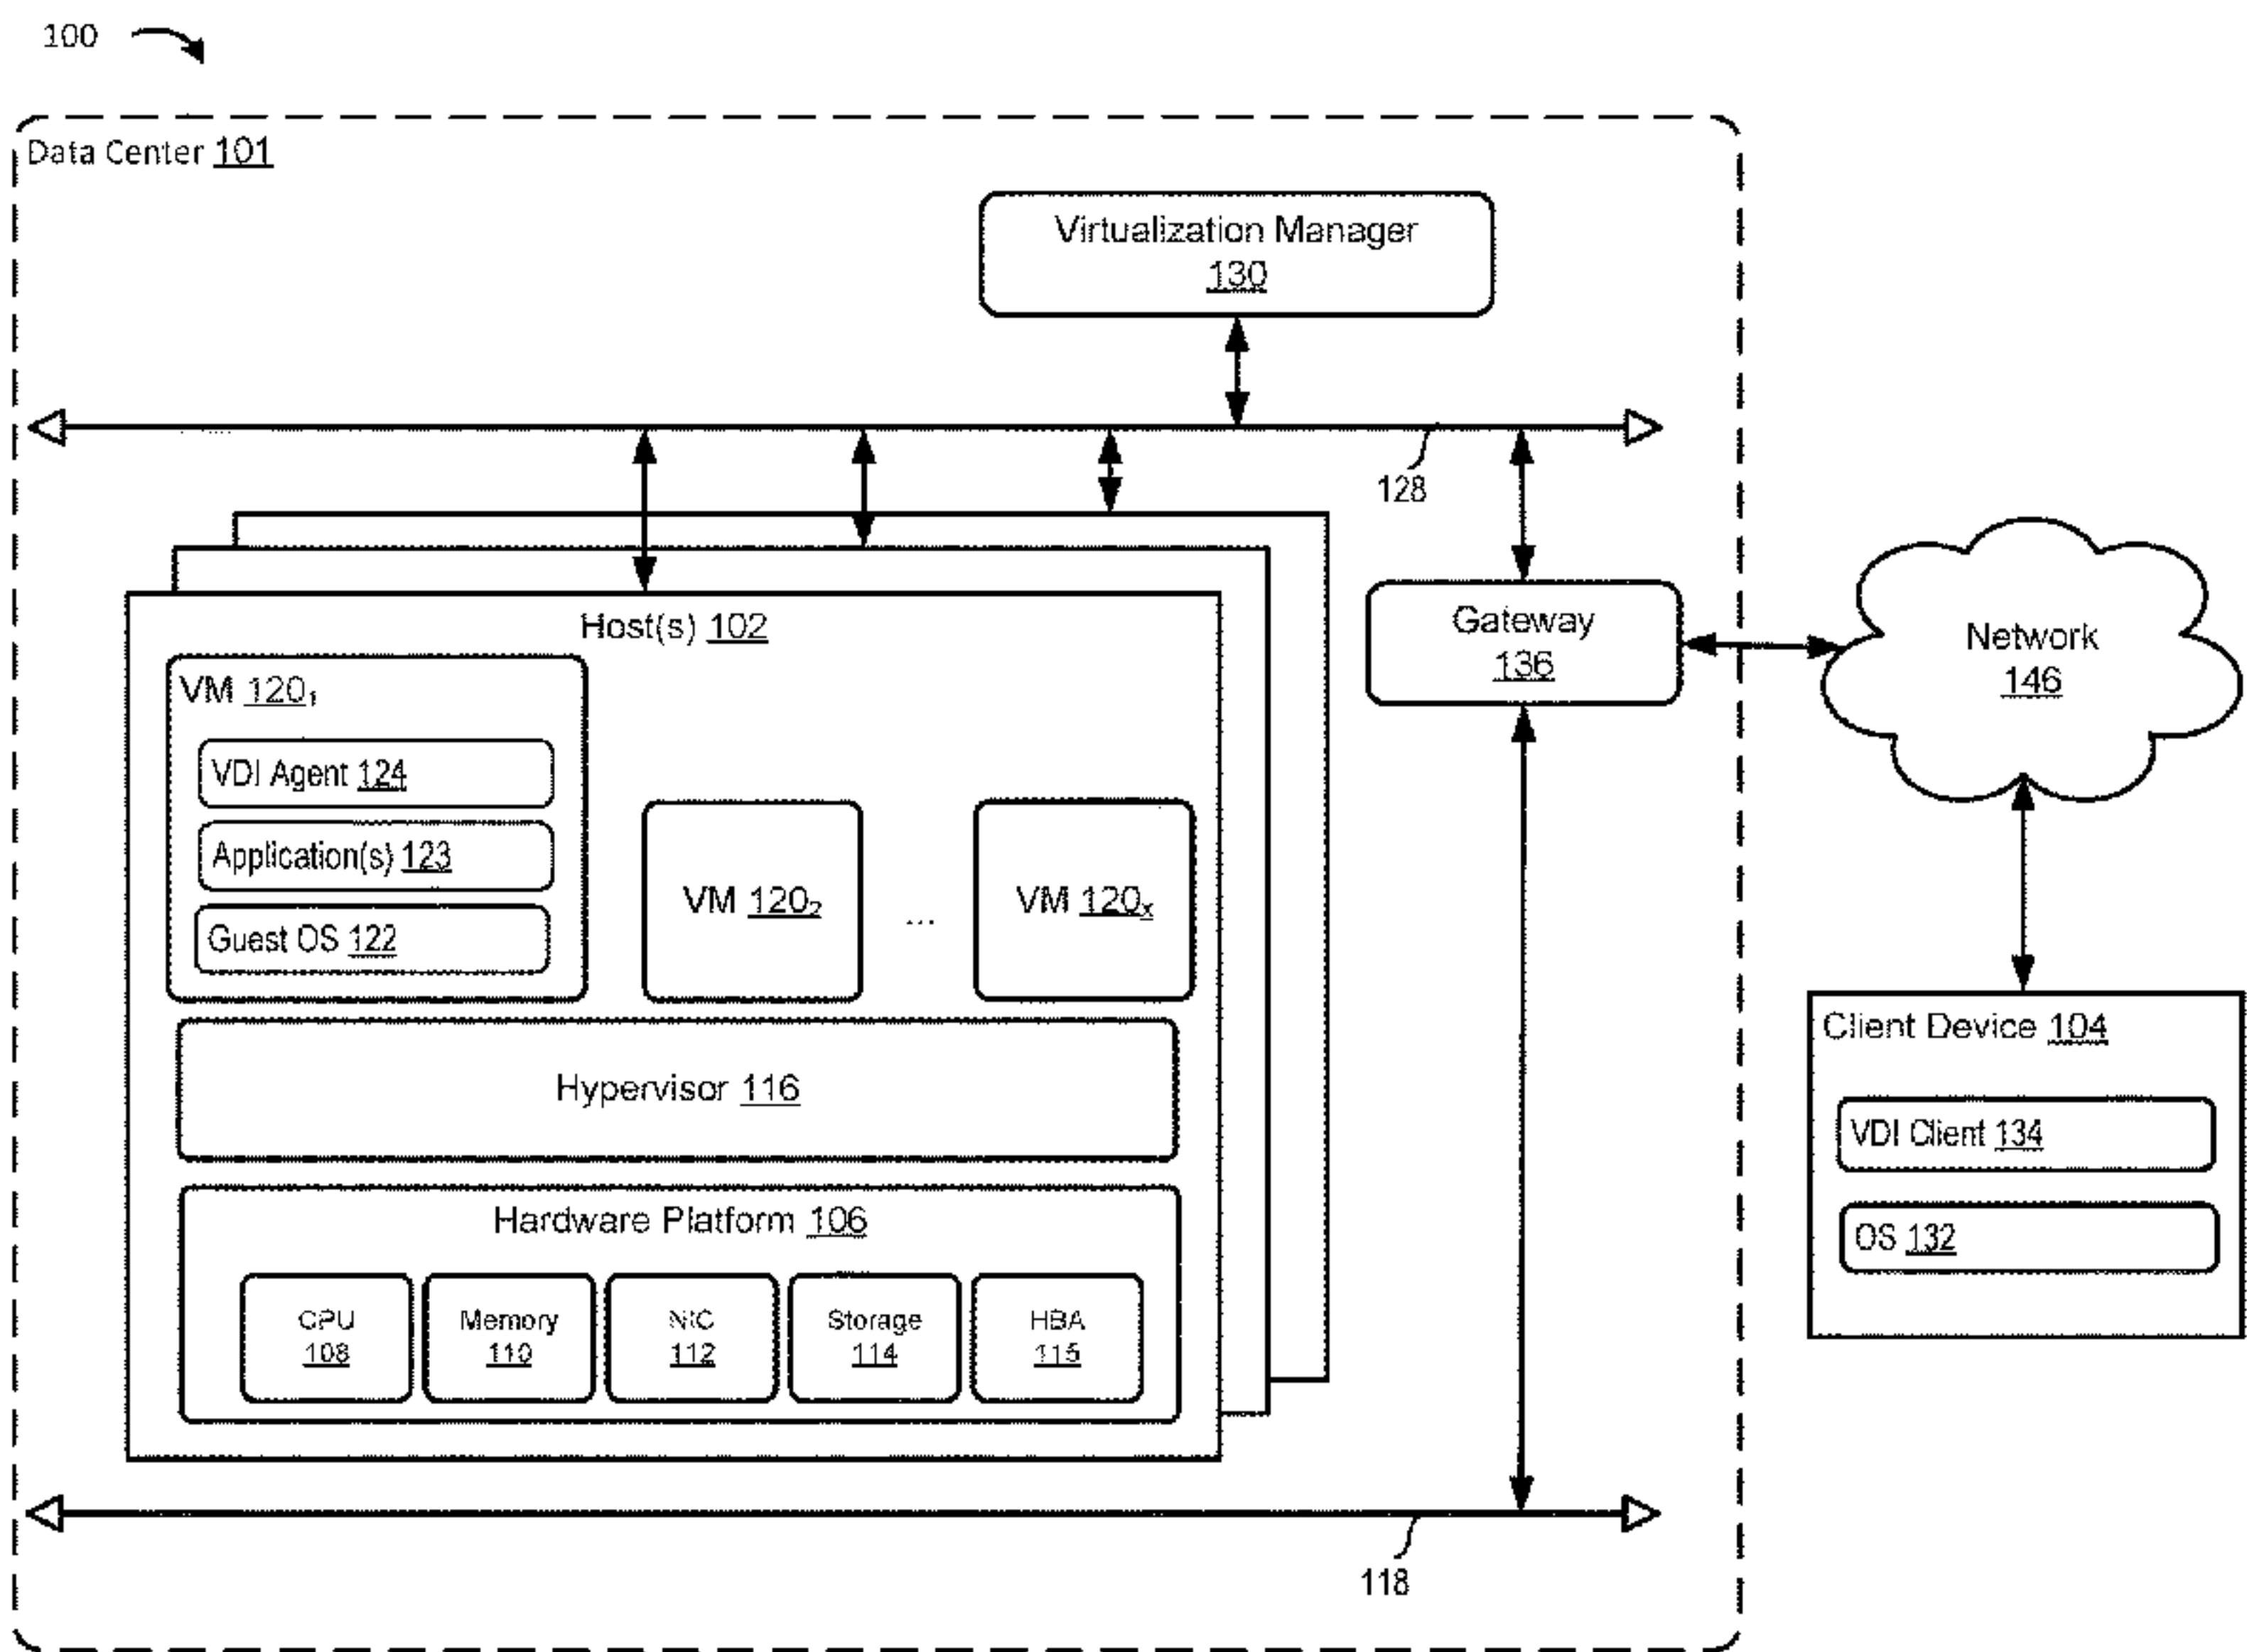 100
Data Center 101
Virtualization Manager
130
128
Host(s) 102
VM 120₁
VDI Agent 124
Application(s) 123
Guest OS 122
VM 120₂
...
VM 120ₓ
Hypervisor 116
Hardware Platform 106
CPU
108
Memory
110
NIC
112
Storage
114
HBA
115
Gateway
136
Network
146
Client Device 104
VDI Client 134
OS 132
118